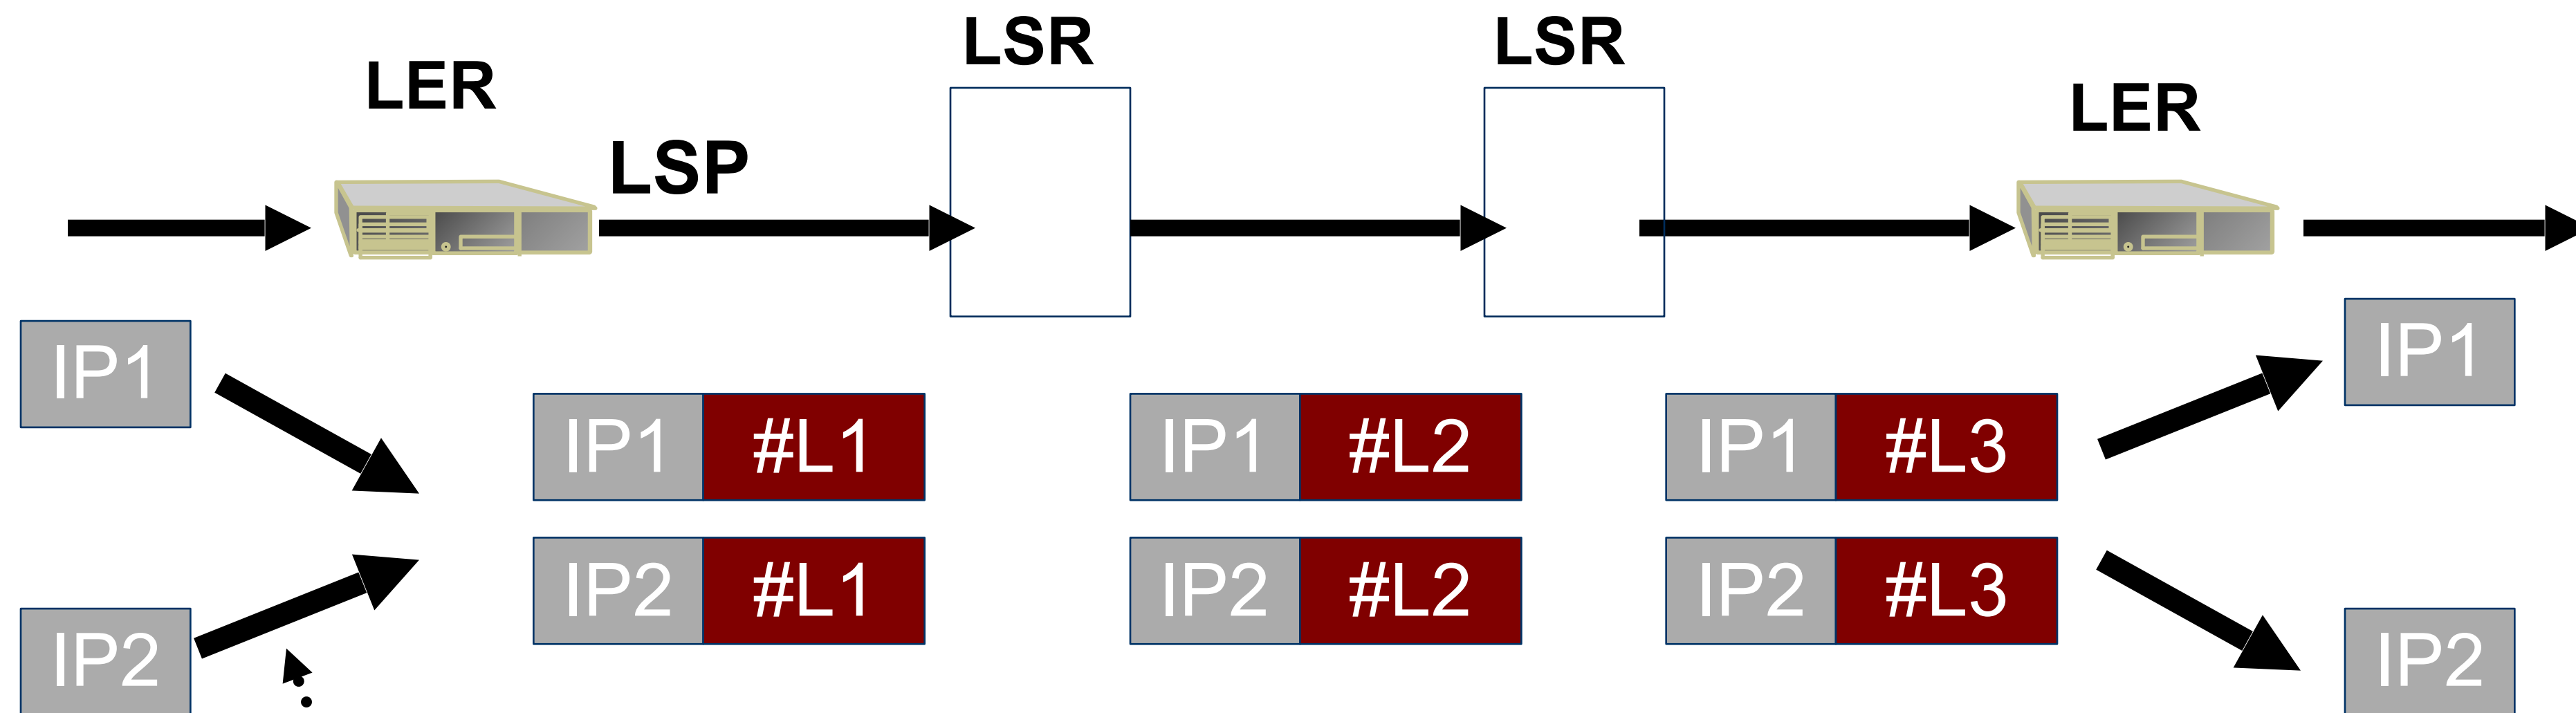 LSR LSR
LER LER
LSP
IP1 IP1
IP1 #L1 IP1 #L2 IP1 #L3
IP2 #L1 IP2 #L2 IP2 #L3
IP2 IP2